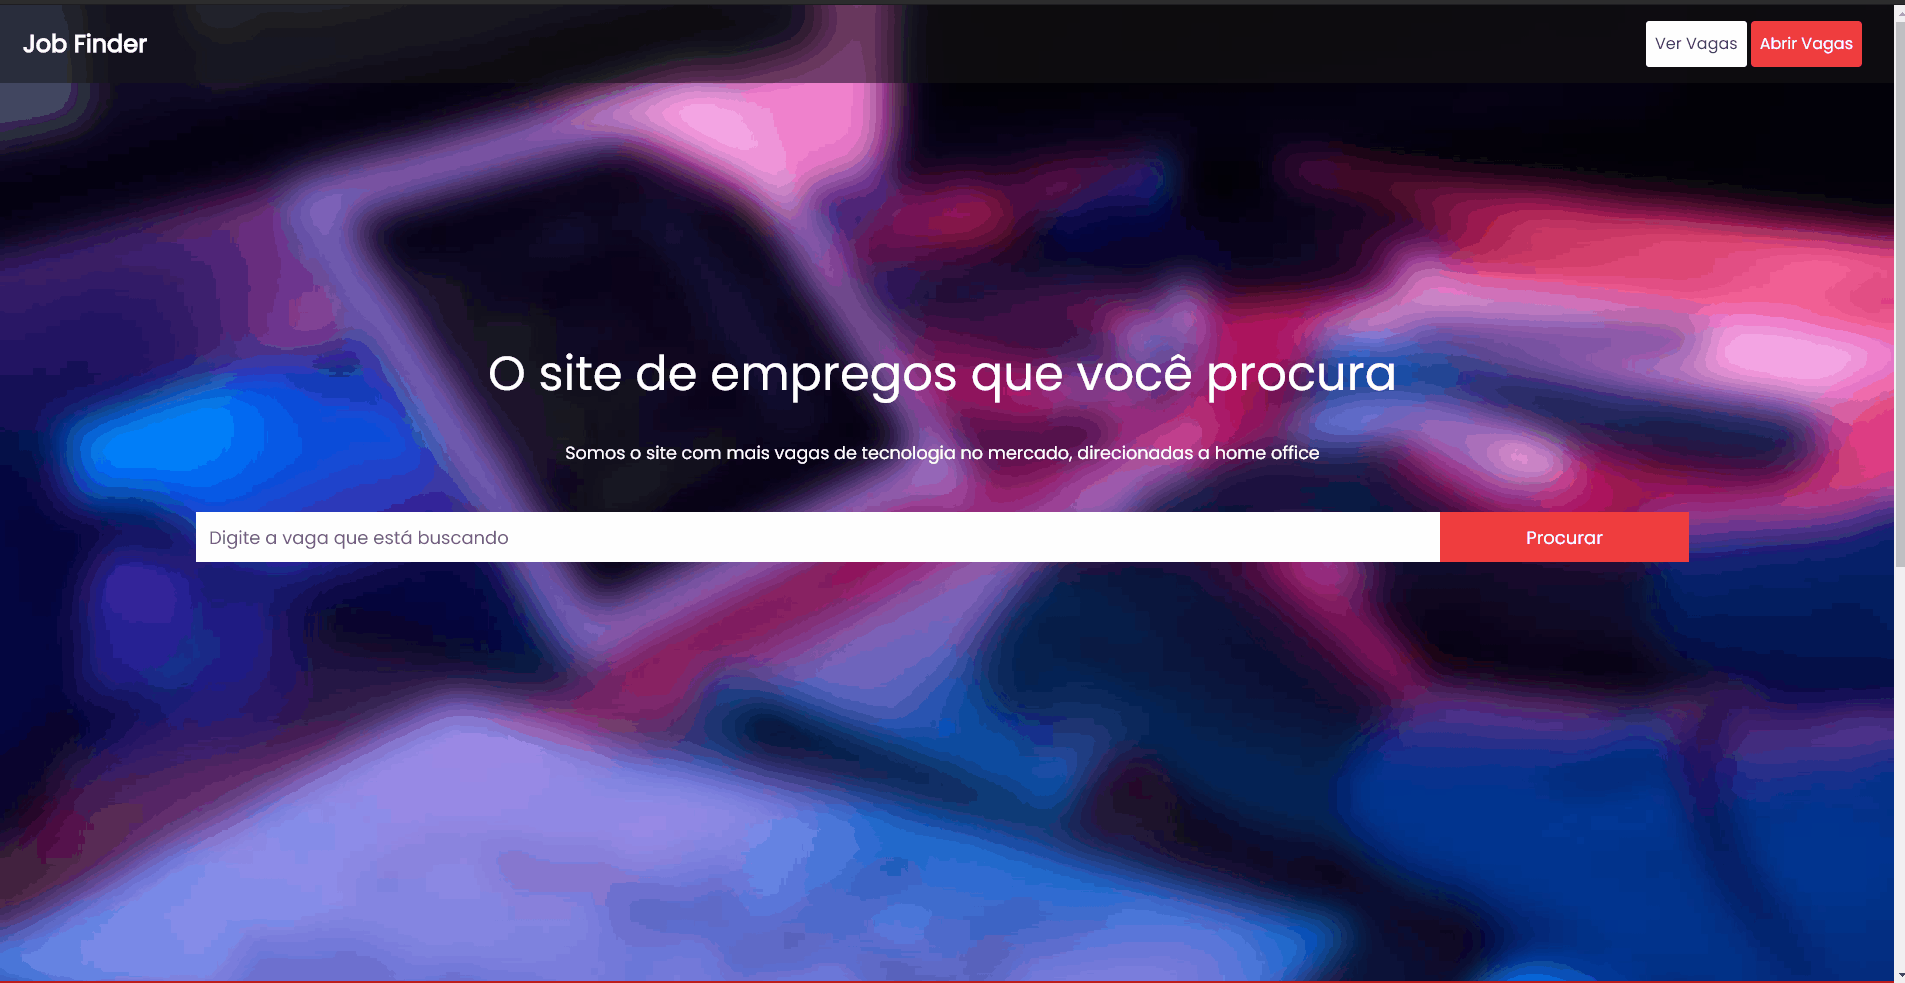 Job Finder
Ver Vagas
Abrir Vagas
O site de empregos que você procura
Somos o site com mais vagas de tecnologia no mercado, direcionadas a home office
Digite a vaga que está buscando
Procurar